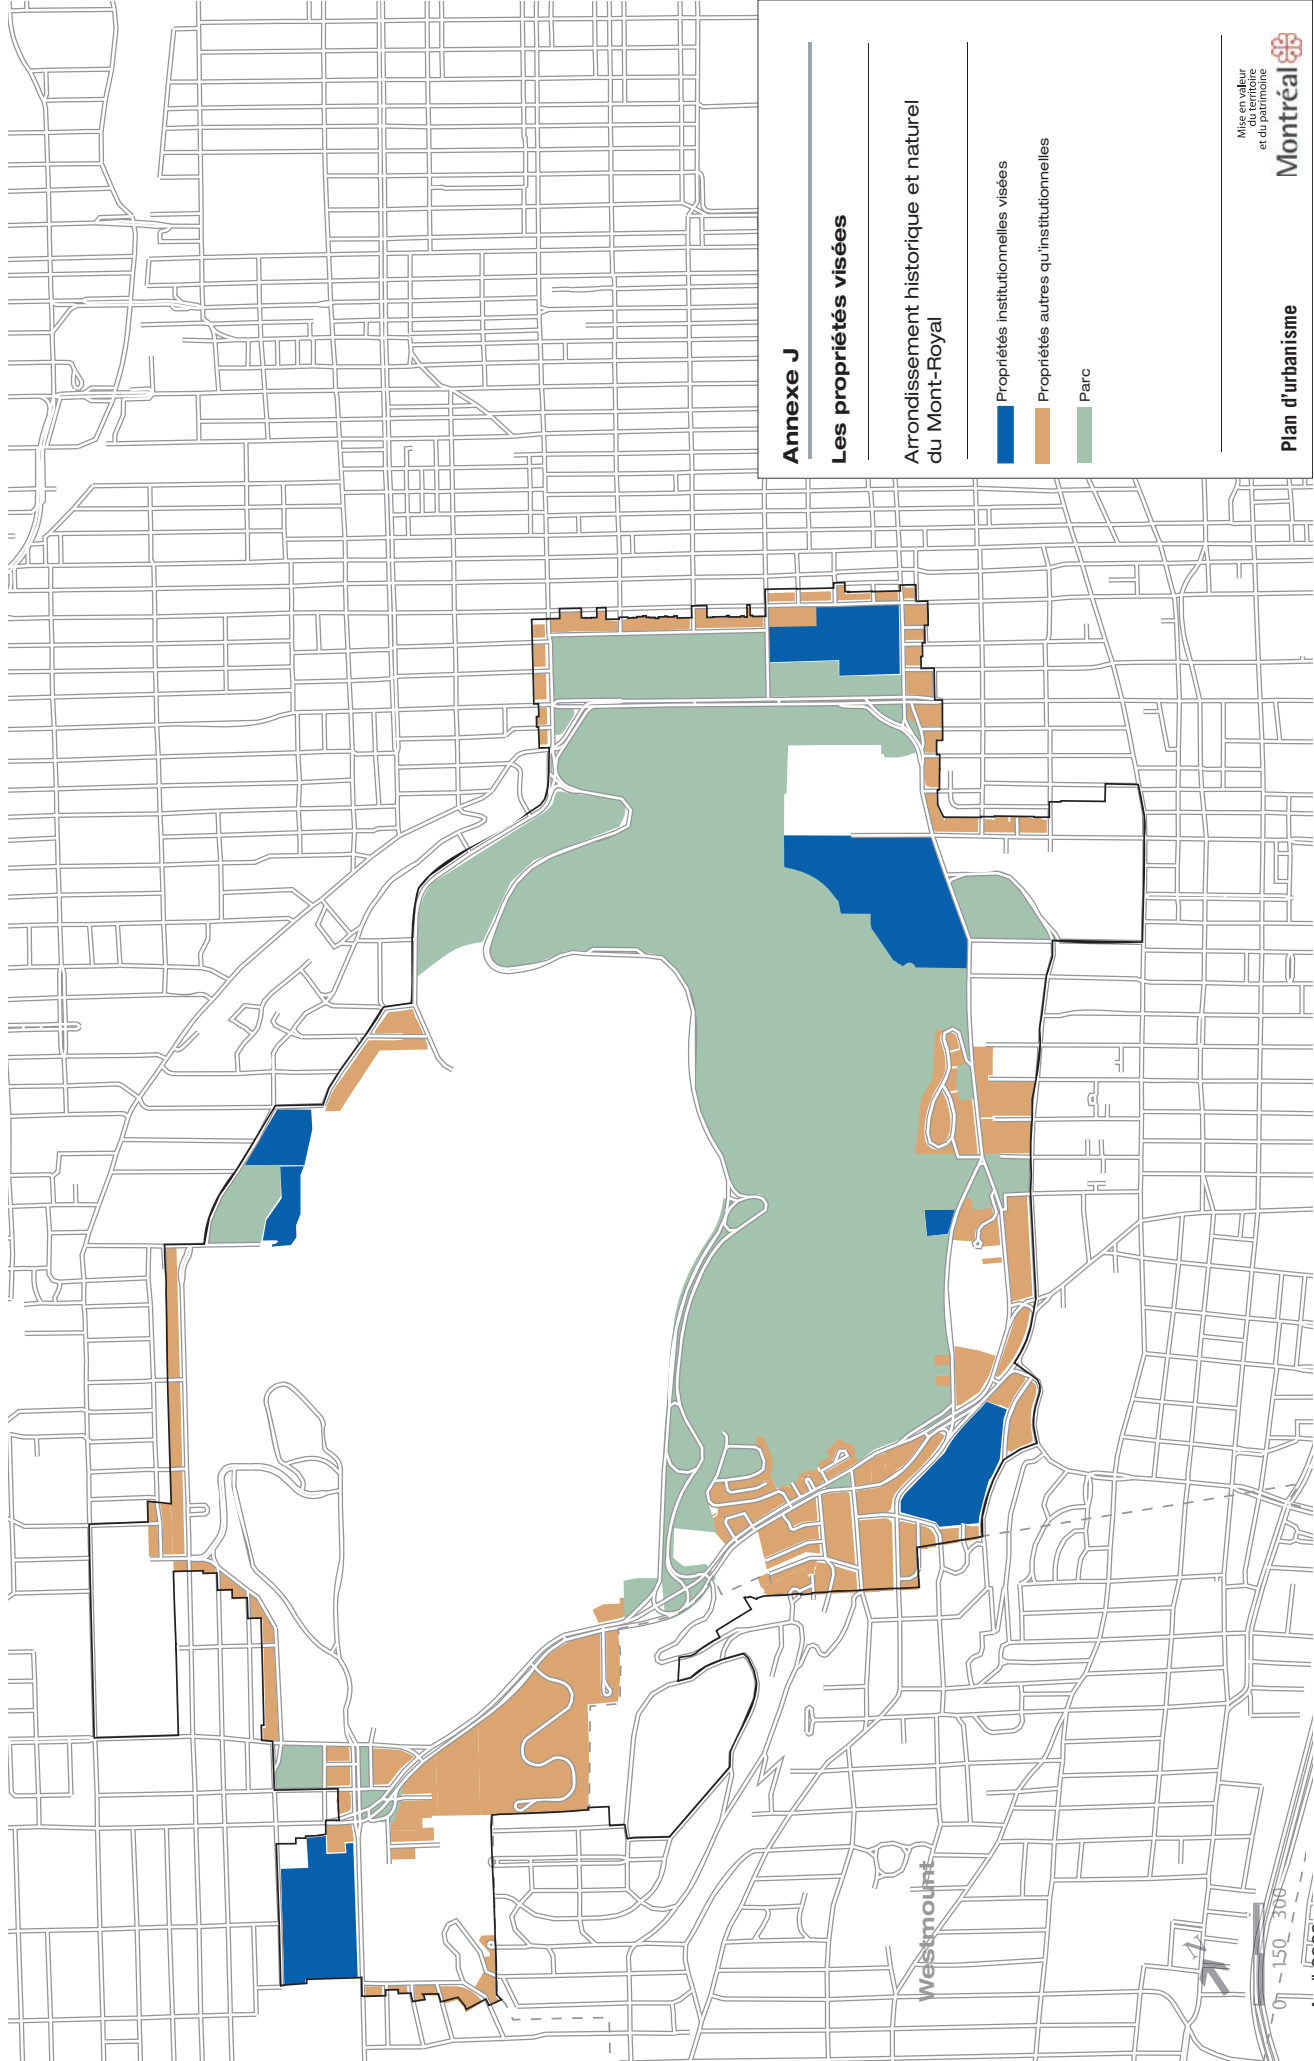 Annexe J
Les propriétés visées
Arrondissement historique et naturel
du Mont-Royal
Propriétés institutionnelles visées
Propriétés autres qu'institutionnelles
Parc
Plan d'urbanisme
Mise en valeur
du territoire
et du patrimoine
Montréal
Westmount
N
0 150 300